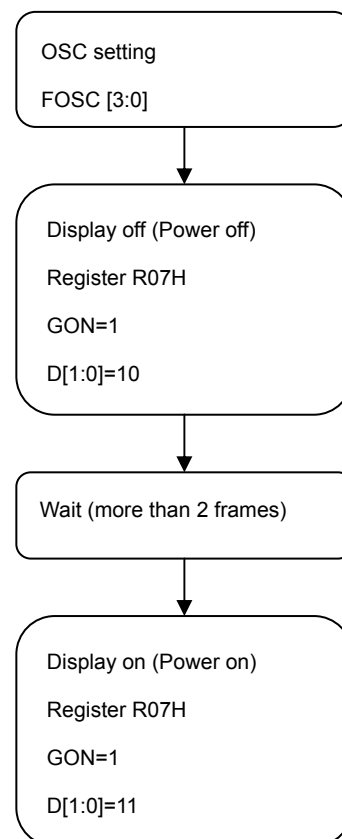 OSC setting
FOSC [3:0]
Display off (Power off)
Register R07H
GON=1
D[1:0]=10
Wait (more than 2 frames)
Display on (Power on)
Register R07H
GON=1
D[1:0]=11